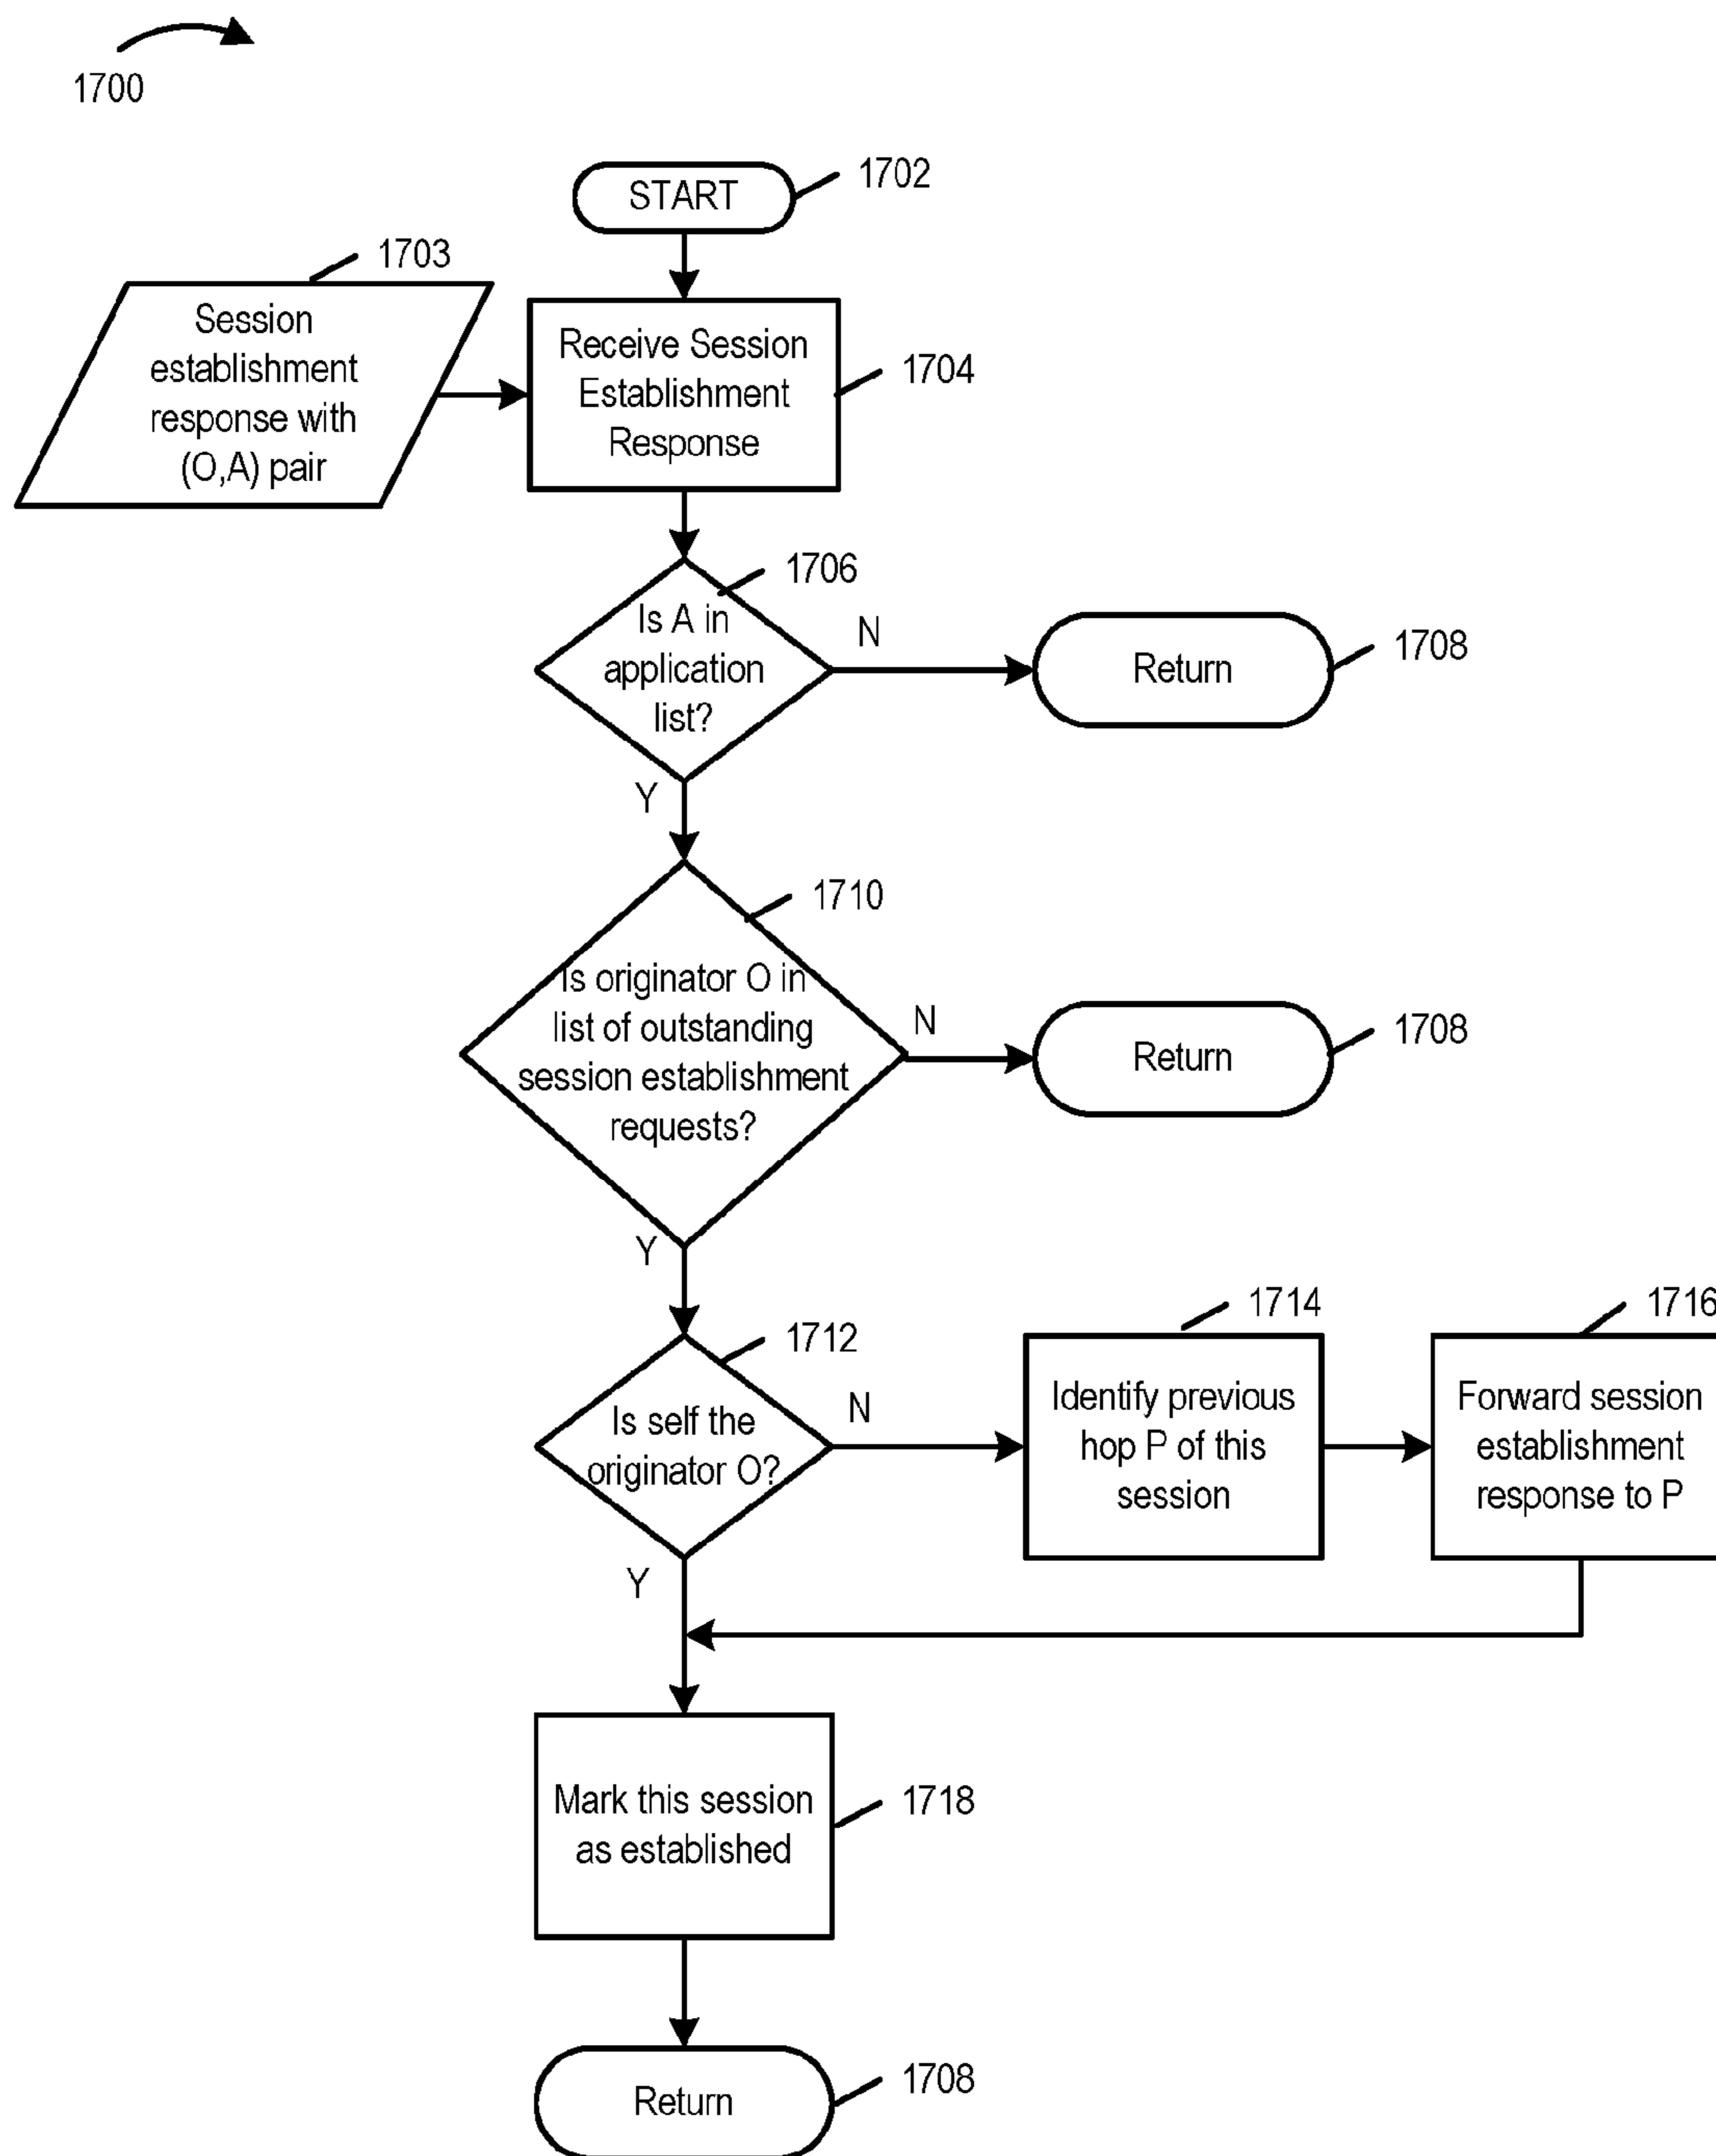 1700
START
1702
1703
Session
establishment
response with
(O,A) pair
Receive Session
Establishment
Response
1704
1706
Is A in
application
list?
N
Return
1708
Y
1710
Is originator O in
list of outstanding
session establishment
requests?
N
Return
1708
Y
1712
Is self the
originator O?
N
1714
Identify previous
hop P of this
session
1716
Forward session
establishment
response to P
Y
Mark this session
as established
1718
Return
1708